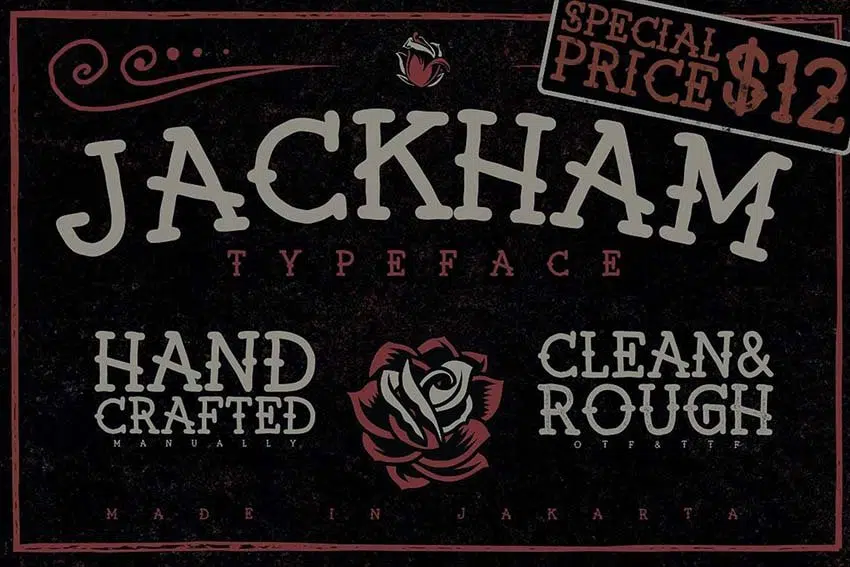 SPECIAL
PRICE $12
JACKHAM
TYPEFACE
HAND
CRAFTED
MANUALLY
CLEAN&
ROUGH
OTF&TTF
MADE IN JAKARTA